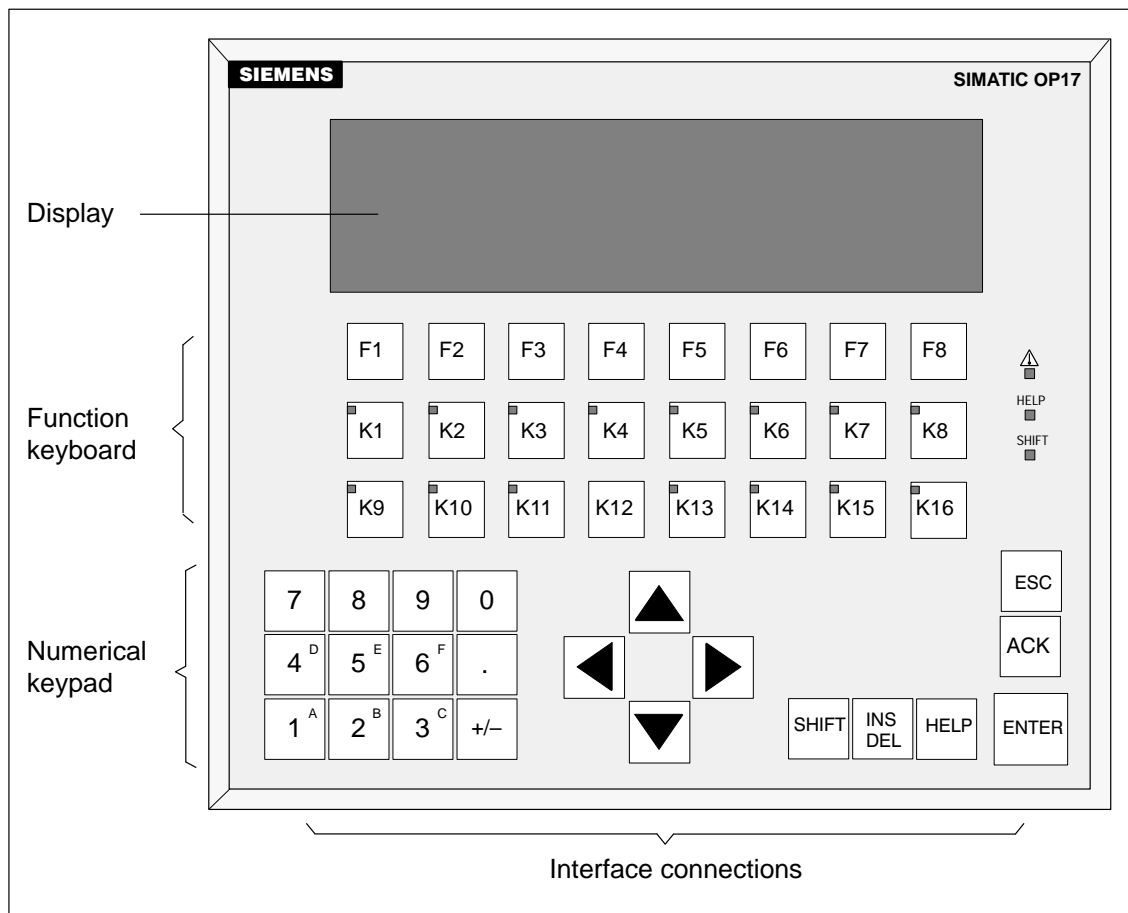 SIEMENS
SIMATIC OP17
Display
F1 F2 F3 F4 F5 F6 F7 F8
HELP
Function
keyboard
K1 K2 K3 K4 K5 K6 K7 K8
SHIFT
K9 K10 K11 K12 K13 K14 K15 K16
ESC
7 8 9 0
Numerical
keypad
4 D 5 E 6 F .
ACK
1 A 2 B 3 C +/–
SHIFT INS
DEL HELP ENTER
Interface connections